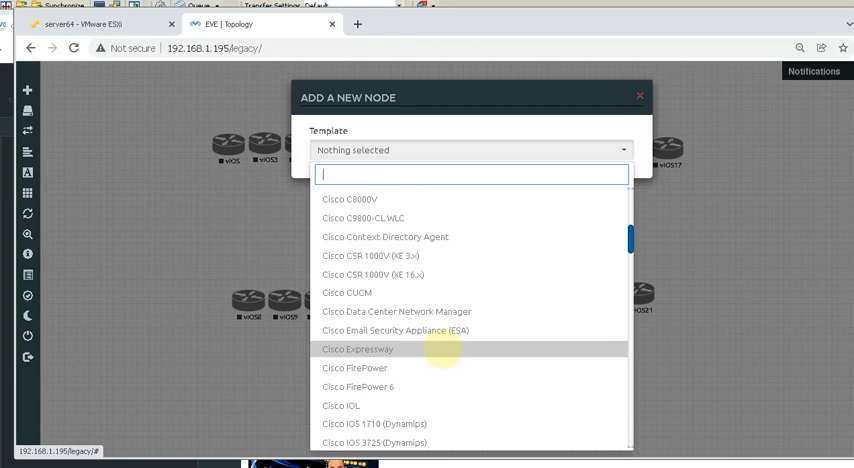 Queue
Transfer Settings Default
server64 - VMware ESXi
EVE | Topology
Not secure
192.168.1.195/legacy/
Notifications
ADD A NEW NODE
Template
Nothing selected
Cisco C8000V
Cisco C9800-CL WLC
Cisco Context Directory Agent
Cisco CSR 1000V (XE 3.x)
Cisco CSR 1000V (XE 16.x)
Cisco CUCM
Cisco Data Center Network Manager
Cisco Email Security Appliance (ESA)
Cisco Expressway
Cisco FirePower
Cisco FirePower 6
Cisco IOL
Cisco IOS 1710 (Dynamips)
Cisco IOS 3725 (Dynamips)
vIOS
vIOS3
vIOS17
vIOS8
vIOS9
vIOS21
192.168.1.195/legacy/#